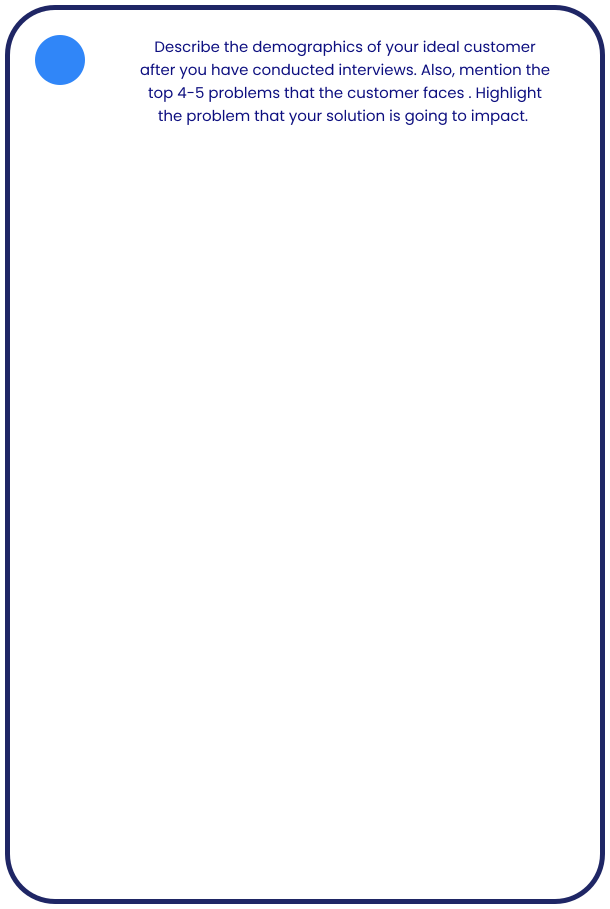 Describe the demographics of your ideal customer
after you have conducted interviews. Also, mention the
top 4-5 problems that the customer faces . Highlight
the problem that your solution is going to impact.